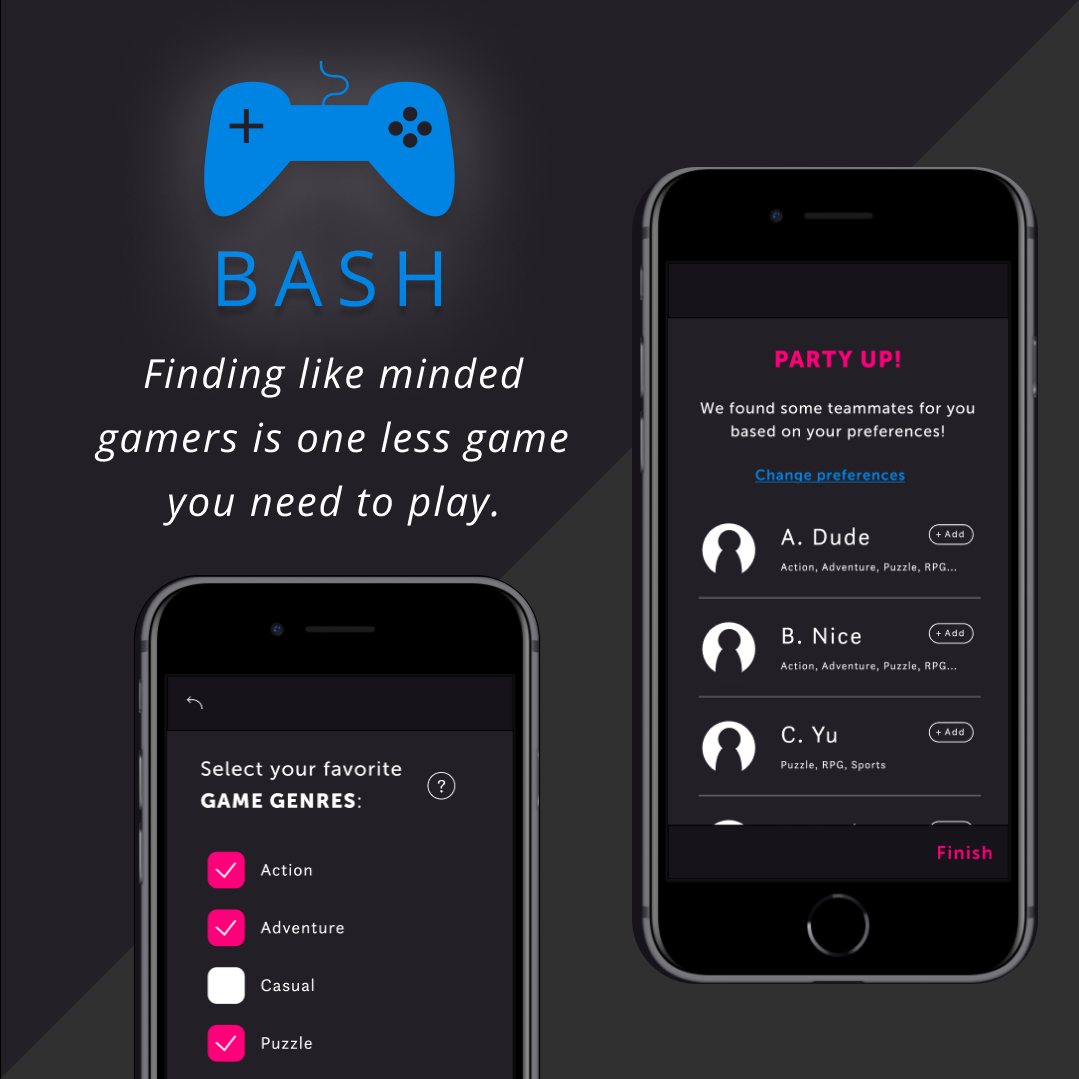 BASH
Finding like minded
gamers is one less game
you need to play.
PARTY UP!
We found some teammates for you
based on your preferences!
Change preferences
A. Dude
+ Add
Action, Adventure, Puzzle, RPG...
B. Nice
+ Add
Action, Adventure, Puzzle, RPG...
C. Yu
+ Add
Puzzle, RPG, Sports
Finish
Select your favorite
GAME GENRES:
?
Action
Adventure
Casual
Puzzle